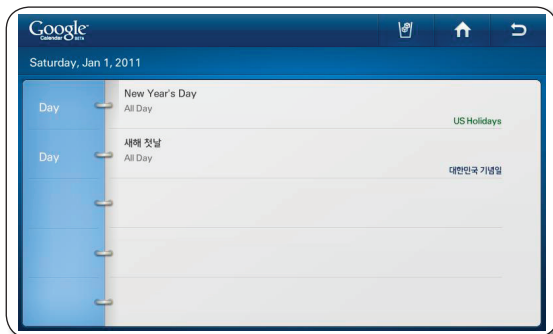 Google
Calendar BETA
Saturday, Jan 1, 2011
Day
New Year's Day
All Day
US Holidays
Day
새해 첫날
All Day
대한민국 기념일